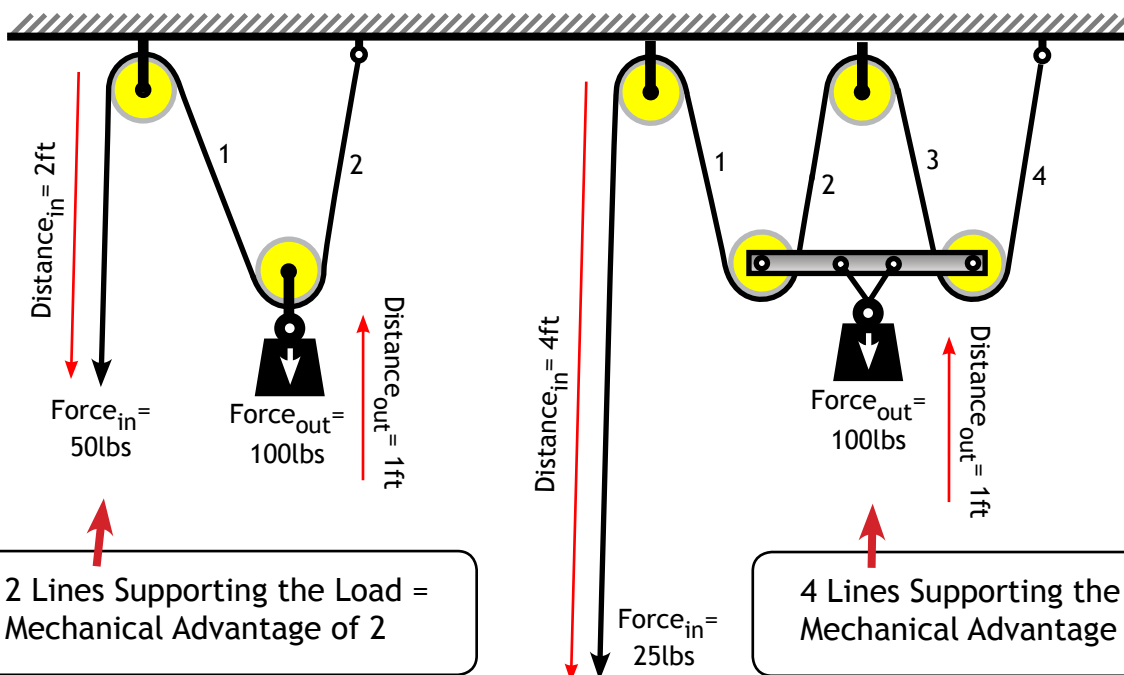 Distance_in = 2ft
1
2
Force_in=
50lbs
Force_out=
100lbs
Distance_out = 1ft
2 Lines Supporting the Load =
Mechanical Advantage of 2
Distance_in = 4ft
1
2
3
4
Force_in=
25lbs
Force_out=
100lbs
Distance_out = 1ft
4 Lines Supporting the
Mechanical Advantage